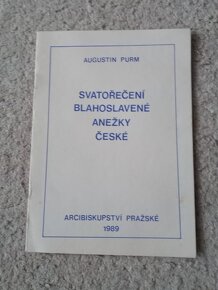 AUGUSTIN PURM
SVATOŘEČENÍ
BLAHOSLAVENÉ
ANEŽKY
ČESKÉ
ARCIBISKUPSTVÍ PRAŽSKÉ
1989